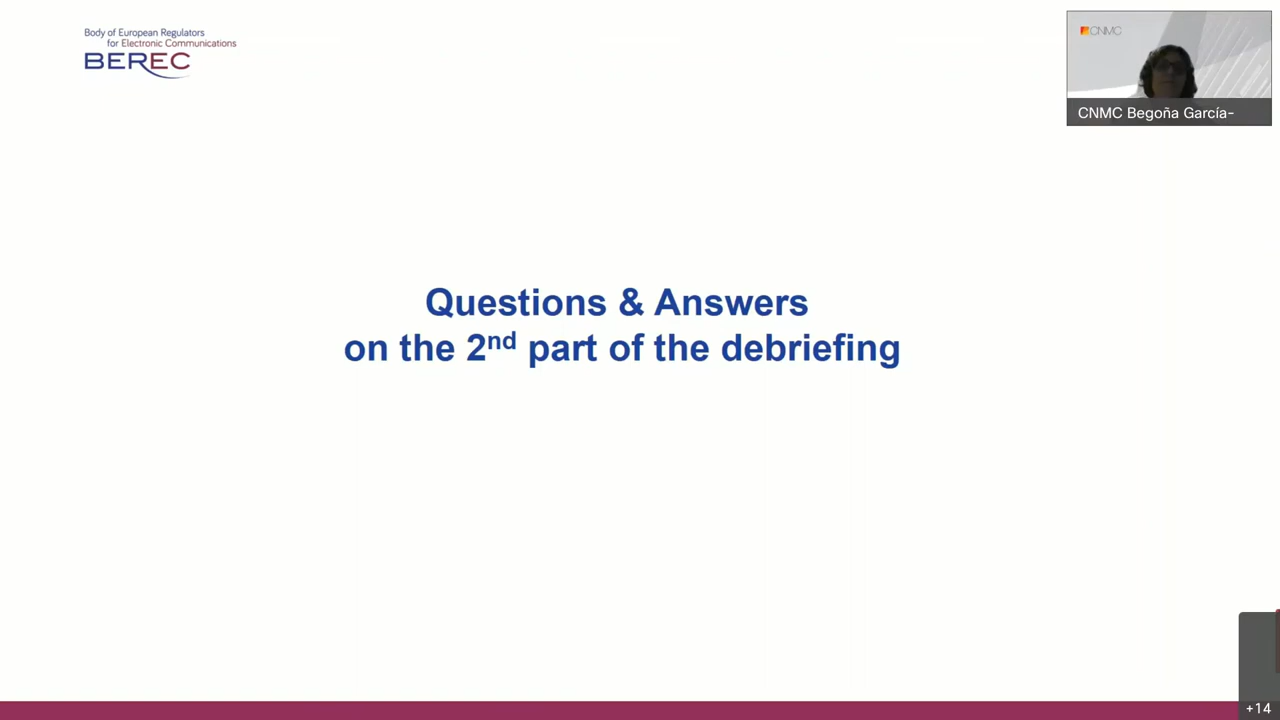 Body of European Regulators
for Electronic Communications
BEREC
CNMC
CNMC Begoña García-
Questions & Answers
on the 2nd part of the debriefing
+14